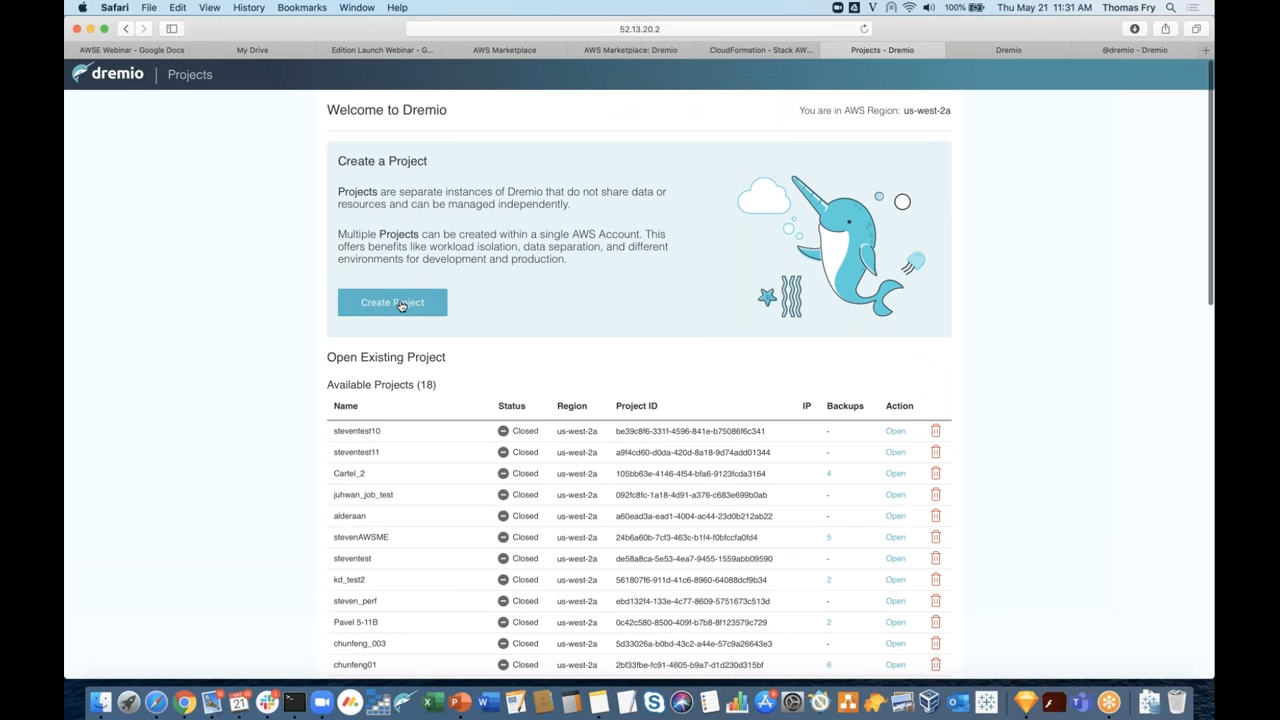 Safari File Edit View History Bookmarks Window Help 100% Thu May 21 11:31 AM Thomas Fry
52.13.20.2
AWSE Webinar - Google Docs My Drive Edition Launch Webinar - G... AWS Marketplace AWS Marketplace: Dremio CloudFormation - Stack AW... Projects - Dremio Dremio @dremio - Dremio
dremio Projects
Welcome to Dremio You are in AWS Region: us-west-2a
Create a Project
Projects are separate instances of Dremio that do not share data or
resources and can be managed independently.
Multiple Projects can be created within a single AWS Account. This
offers benefits like workload isolation, data separation, and different
environments for development and production.
Create Project
Open Existing Project
Available Projects (18)
Name Status Region Project ID IP Backups Action
steventest10 Closed us-west-2a be39c8f6-331f-4596-841e-b75086f6c341 - Open
steventest11 Closed us-west-2a a9f4cd60-d0da-420d-8a18-9d74add01344 - Open
Cartel_2 Closed us-west-2a 105bb63e-4146-4f54-bfa6-9123fcda3164 4 Open
juhwan_job_test Closed us-west-2a 092fc8fc-1a18-4d91-a376-c683e699b0ab - Open
alderaan Closed us-west-2a a60ead3a-ead1-4004-ac44-23d0b212ab22 - Open
stevenAWSME Closed us-west-2a 24b6a60b-7cf3-463c-b1f4-f0bfccfa0fd4 5 Open
steventest Closed us-west-2a de58a8ca-5e53-4ea7-9455-1559abb09590 - Open
kd_test2 Closed us-west-2a 561807f6-911d-41c6-8960-64088dcf9b34 2 Open
steven_perf Closed us-west-2a ebd132f4-133e-4c77-8609-5751673c513d - Open
Pavel 5-11B Closed us-west-2a 0c42c580-8500-409f-b7b8-8f123579c729 2 Open
chunfeng_003 Closed us-west-2a 5d33026a-b0bd-43c2-a44e-57c9a26643e3 - Open
chunfeng01 Closed us-west-2a 2bf33fbe-fc91-4605-b9a7-d1d230d315bf 6 Open